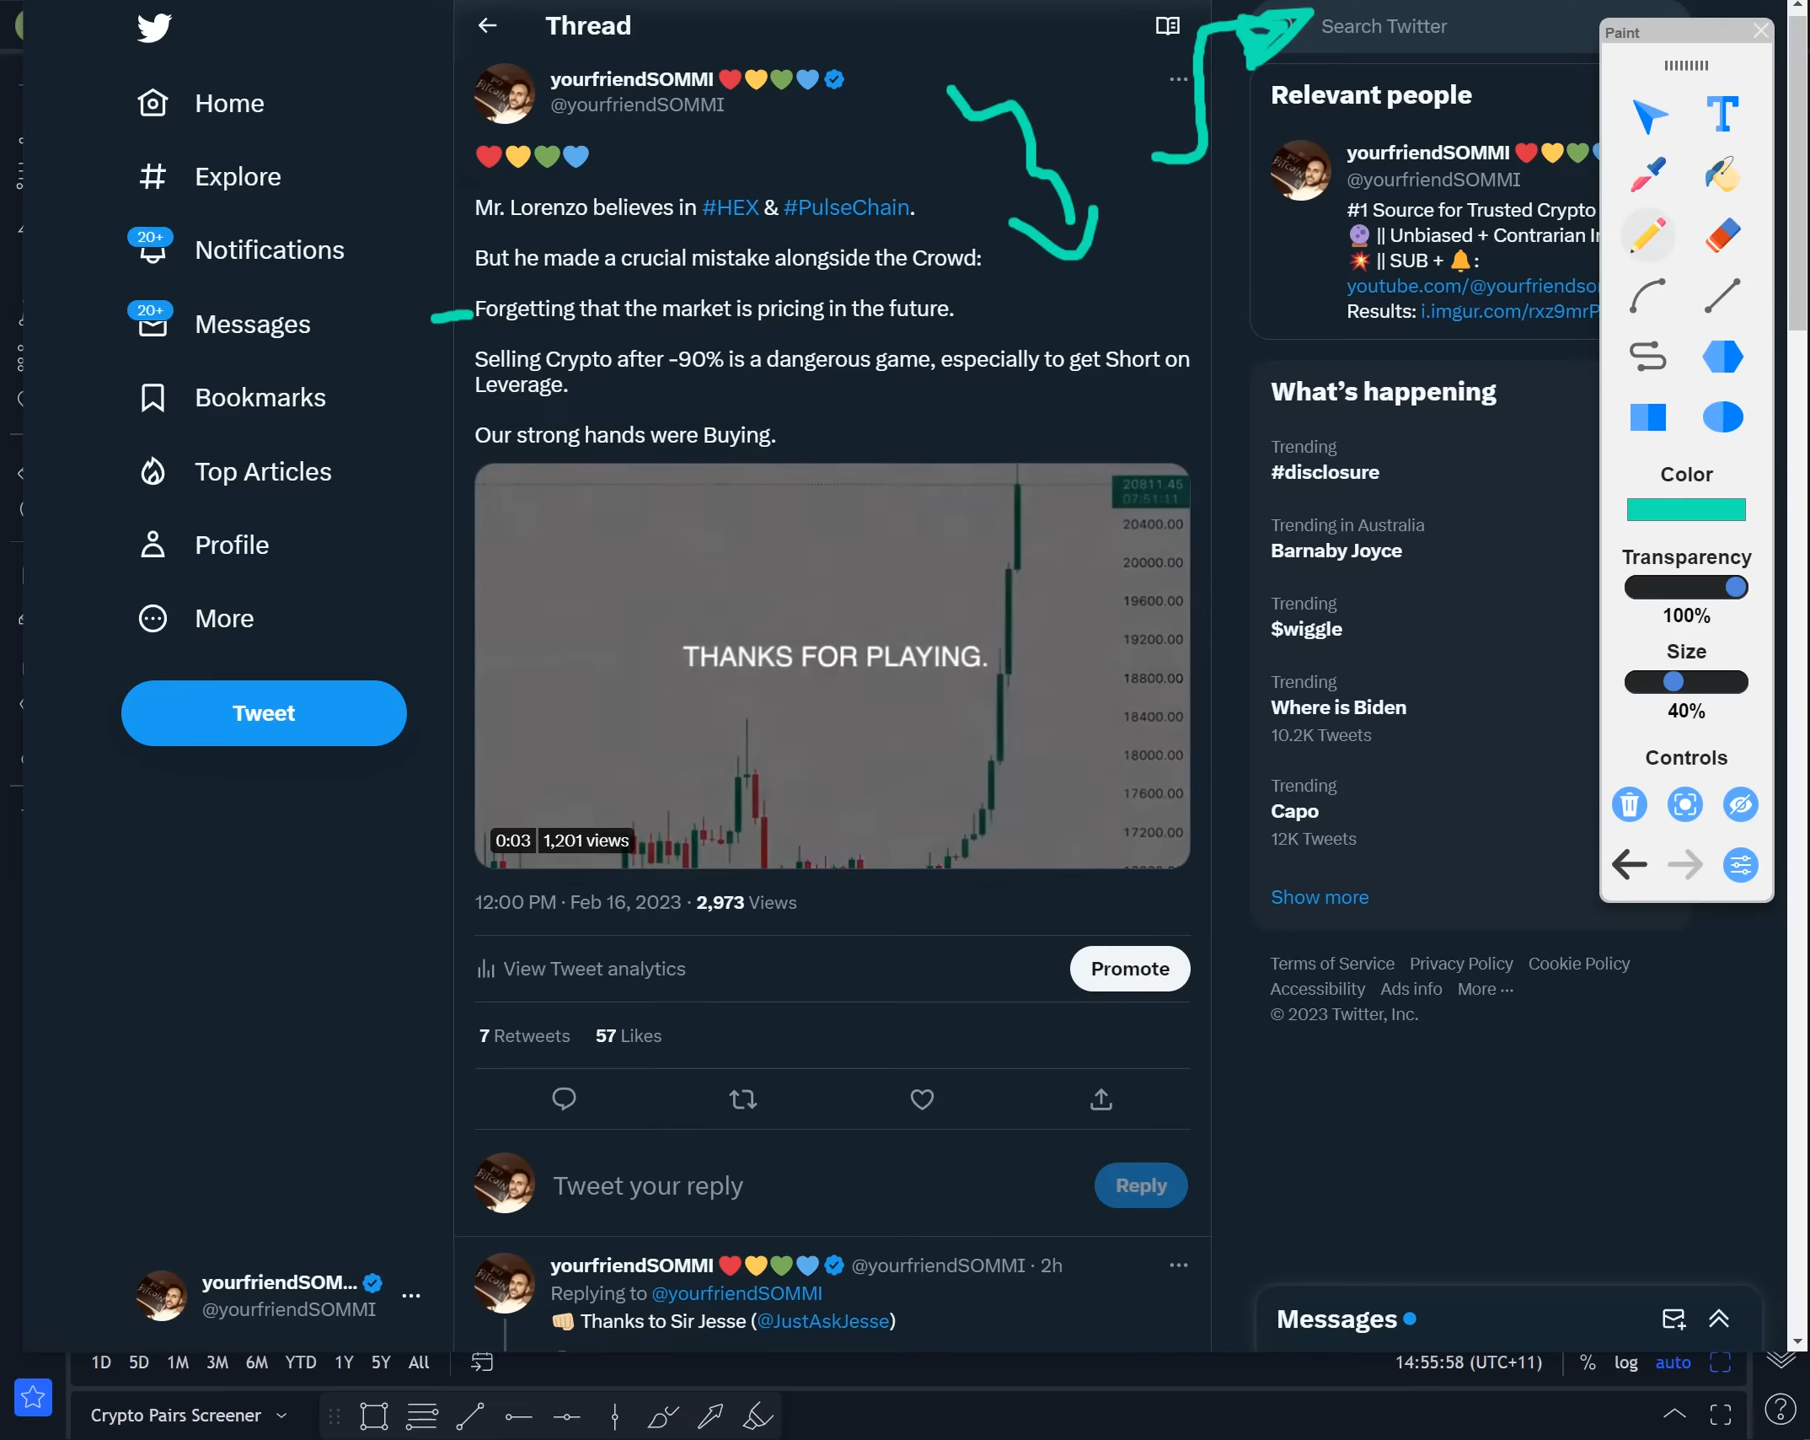 Home
Explore
20+
Notifications
20+
Messages
Bookmarks
Top Articles
Profile
More
Tweet
yourfriendSOM...
@yourfriendSOMMI
Thread
yourfriendSOMMI
@yourfriendSOMMI
Mr. Lorenzo believes in #HEX & #PulseChain.
But he made a crucial mistake alongside the Crowd:
Forgetting that the market is pricing in the future.
Selling Crypto after -90% is a dangerous game, especially to get Short on
Leverage.
Our strong hands were Buying.
20811.45
07:51:11
20400.00
20000.00
19600.00
19200.00
18800.00
18400.00
18000.00
17600.00
17200.00
THANKS FOR PLAYING.
0:03 1,201 views
12:00 PM · Feb 16, 2023 · 2,973 Views
View Tweet analytics
Promote
7 Retweets 57 Likes
Tweet your reply
Reply
yourfriendSOMMI @yourfriendSOMMI · 2h
Replying to @yourfriendSOMMI
Thanks to Sir Jesse (@JustAskJesse)
Search Twitter
Relevant people
yourfriendSOMMI
@yourfriendSOMMI
#1 Source for Trusted Crypto
|| Unbiased + Contrarian
|| SUB + :
youtube.com/@yourfriendso
Results: i.imgur.com/rxz9mrP
What's happening
Trending
#disclosure
Trending in Australia
Barnaby Joyce
Trending
$wiggle
Trending
Where is Biden
10.2K Tweets
Trending
Capo
12K Tweets
Show more
Terms of Service Privacy Policy Cookie Policy
Accessibility Ads info More ···
© 2023 Twitter, Inc.
Messages
Paint
Color
Transparency
100%
Size
40%
Controls
1D 5D 1M 3M 6M YTD 1Y 5Y All
14:55:58 (UTC+11) % log auto
Crypto Pairs Screener